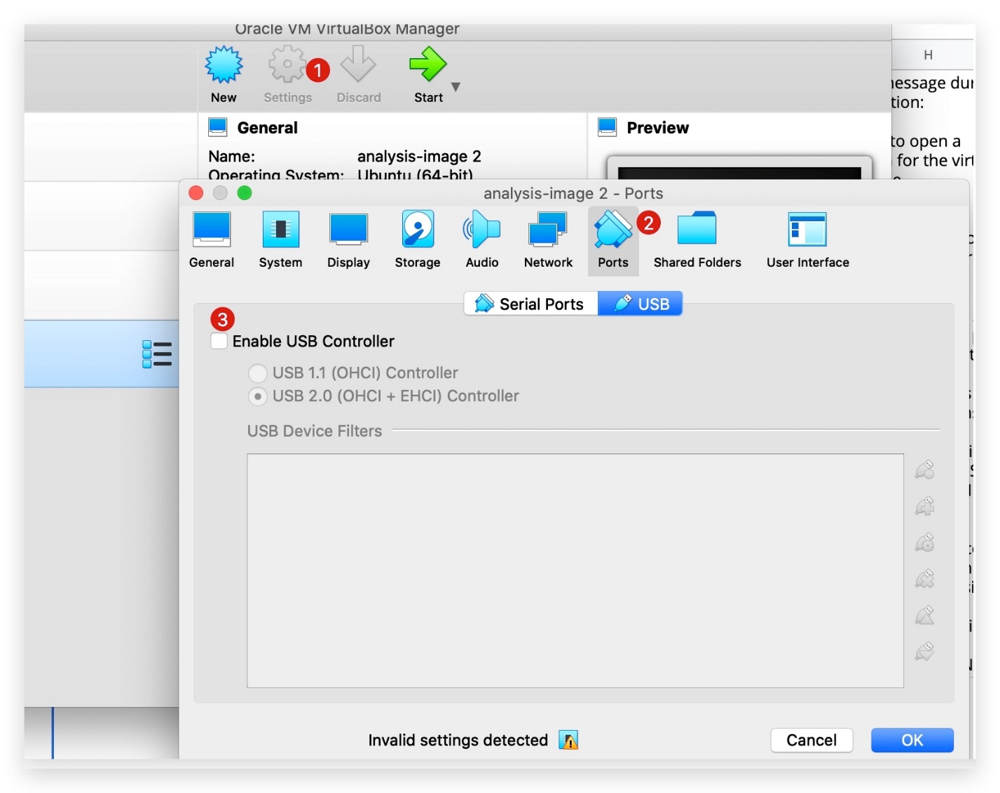 Oracle VM VirtualBox Manager
New
Settings
1
Discard
Start
H
General
Preview
Name: analysis-image 2
Operating System: Ubuntu (64-bit)
tion:
to open a
for the
analysis-image 2 - Ports
General
System
Display
Storage
Audio
Network
Ports
2
Shared Folders
User Interface
Serial Ports
USB
3
Enable USB Controller
USB 1.1 (OHCI) Controller
USB 2.0 (OHCI + EHCI) Controller
USB Device Filters
Invalid settings detected
Cancel
OK